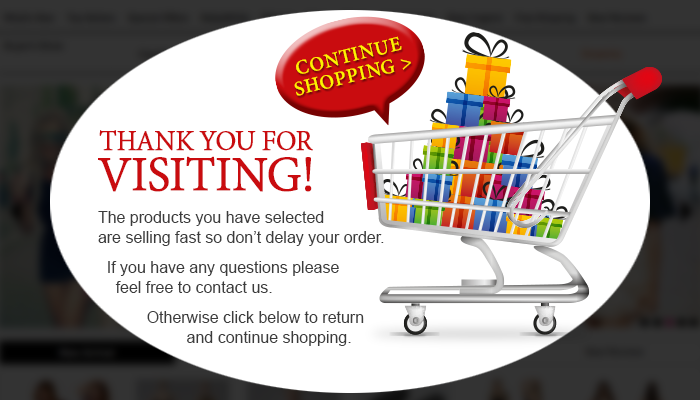 CONTINUE
SHOPPING >
THANK YOU FOR
VISITING!
The products you have selected
are selling fast so don't delay your order.
If you have any questions please
feel free to contact us.
Otherwise click below to return
and continue shopping.